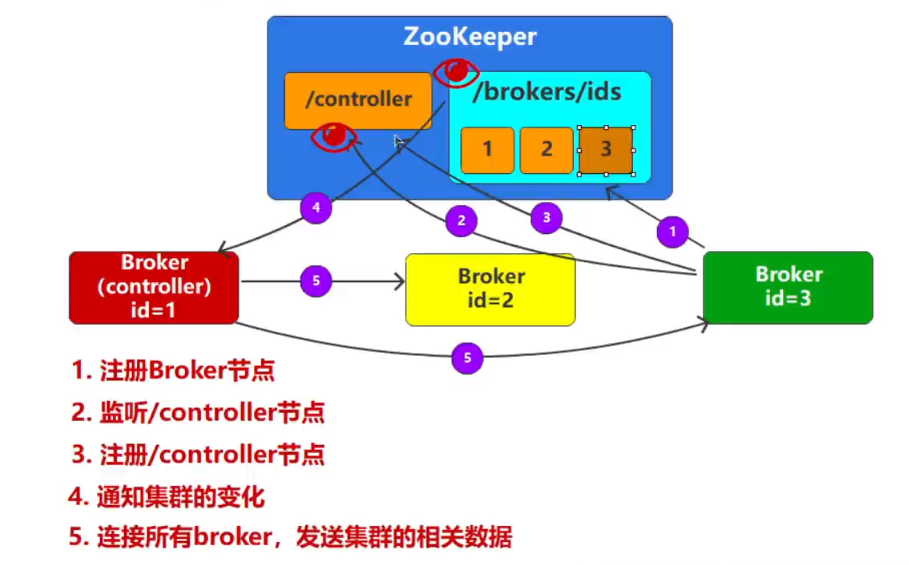 ZooKeeper
/controller
/brokers/ids
1
2
3
4
2
3
1
Broker
（controller）
id=1
5
Broker
id=2
Broker
id=3
5
1. 注册Broker节点
2. 监听/controller节点
3. 注册/controller节点
4. 通知集群的变化
5. 连接所有broker，发送集群的相关数据